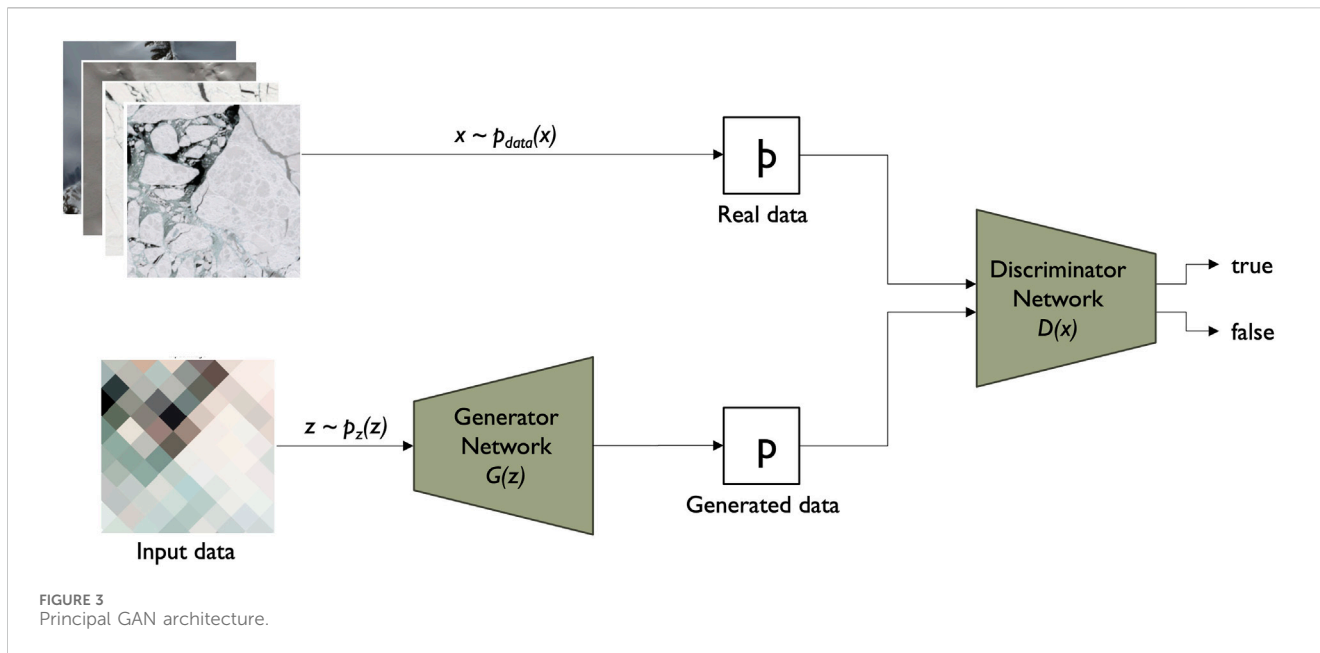 x ~ p_data(x)
þ
Real data
Discriminator
Network
D(x)
true
false
z ~ p_z(z)
Generator
Network
G(z)
p
Generated data
Input data
FIGURE 3
Principal GAN architecture.